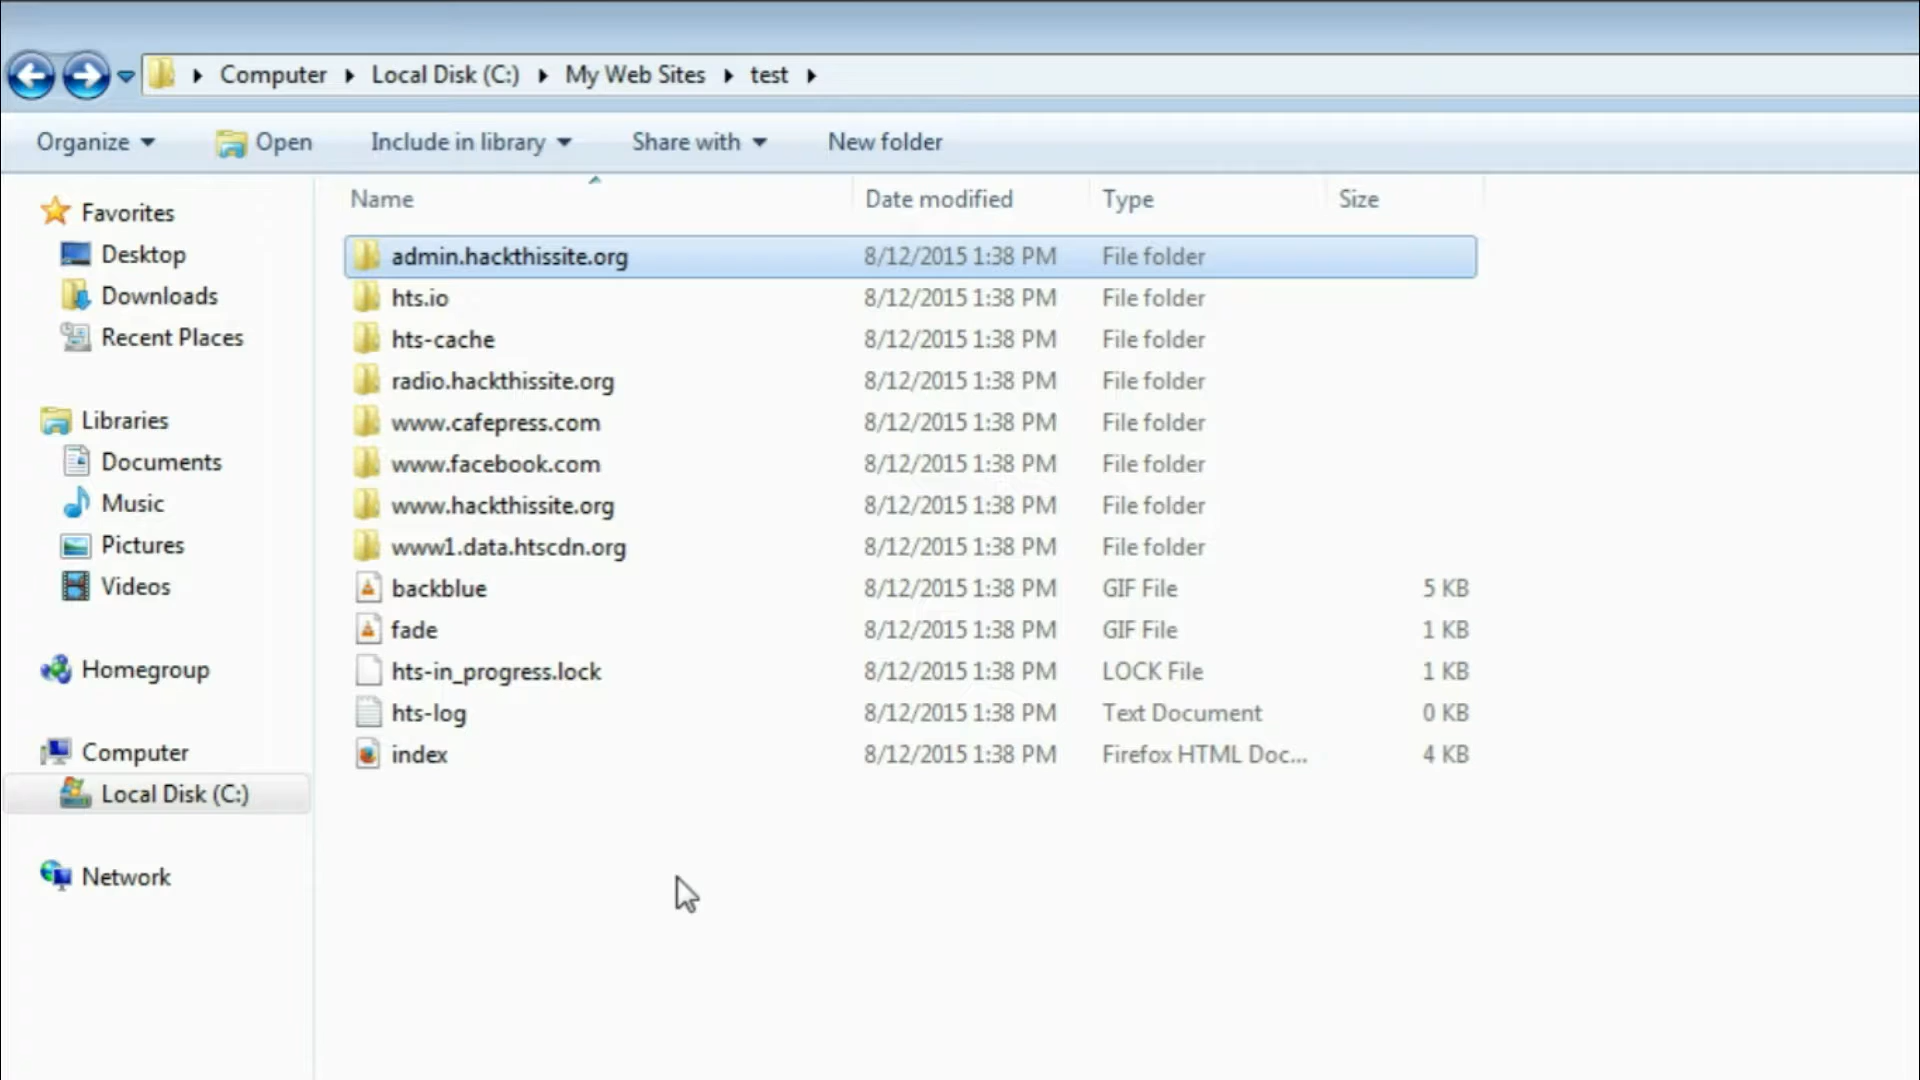 Computer Local Disk (C:) My Web Sites test
Organize Open Include in library Share with New folder
Name Date modified Type Size
Favorites
Desktop
Downloads
Recent Places
Libraries
Documents
Music
Pictures
Videos
Homegroup
Computer
Local Disk (C:)
Network
admin.hackthissite.org 8/12/2015 1:38 PM File folder
hts.io 8/12/2015 1:38 PM File folder
hts-cache 8/12/2015 1:38 PM File folder
radio.hackthissite.org 8/12/2015 1:38 PM File folder
www.cafepress.com 8/12/2015 1:38 PM File folder
www.facebook.com 8/12/2015 1:38 PM File folder
www.hackthissite.org 8/12/2015 1:38 PM File folder
www1.data.htscdn.org 8/12/2015 1:38 PM File folder
backblue 8/12/2015 1:38 PM GIF File 5 KB
fade 8/12/2015 1:38 PM GIF File 1 KB
hts-in_progress.lock 8/12/2015 1:38 PM LOCK File 1 KB
hts-log 8/12/2015 1:38 PM Text Document 0 KB
index 8/12/2015 1:38 PM Firefox HTML Doc... 4 KB